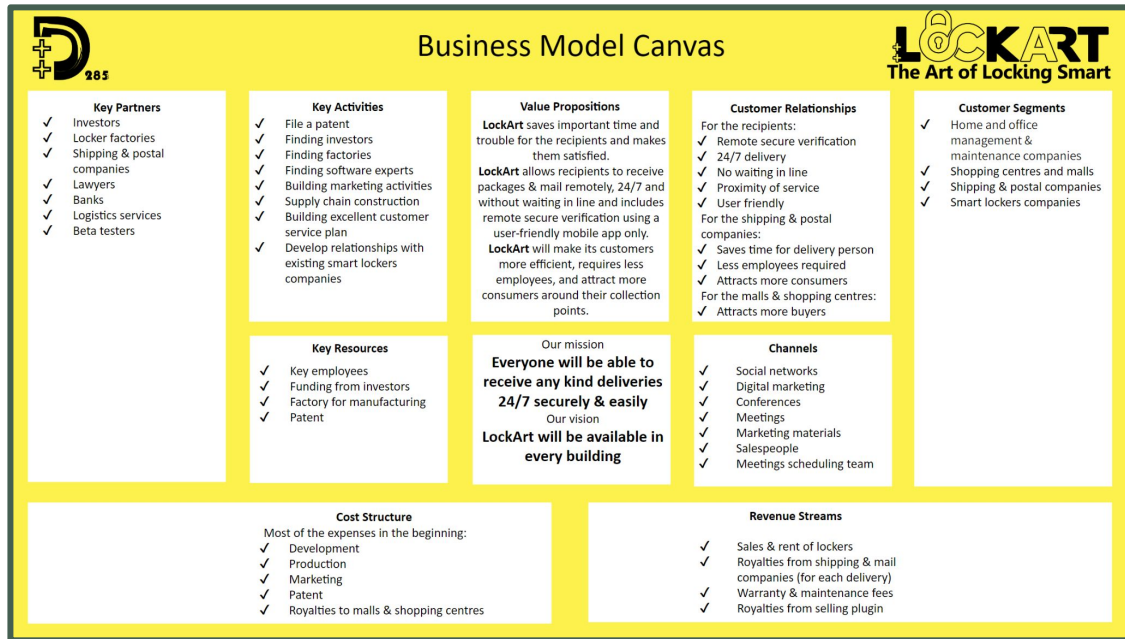 D 285
Business Model Canvas
LOCKART
The Art of Locking Smart
Key Partners
✓ Investors
✓ Locker factories
✓ Shipping & postal
companies
✓ Lawyers
✓ Banks
✓ Logistics services
✓ Beta testers
Key Activities
✓ File a patent
✓ Finding investors
✓ Finding factories
✓ Finding software experts
✓ Building marketing activities
✓ Supply chain construction
✓ Building excellent customer
service plan
✓ Develop relationships with
existing smart lockers
companies
Value Propositions
LockArt saves important time and
trouble for the recipients and makes
them satisfied.
LockArt allows recipients to receive
packages & mail remotely, 24/7 and
without waiting in line and includes
remote secure verification using a
user-friendly mobile app only.
LockArt will make its customers
more efficient, requires less
employees, and attract more
consumers around their collection
points.
Customer Relationships
For the recipients:
✓ Remote secure verification
✓ 24/7 delivery
✓ No waiting in line
✓ Proximity of service
✓ User friendly
For the shipping & postal
companies:
✓ Saves time for delivery person
✓ Less employees required
✓ Attracts more consumers
For the malls & shopping centres:
✓ Attracts more buyers
Customer Segments
✓ Home and office
management &
maintenance companies
✓ Shopping centres and malls
✓ Shipping & postal companies
✓ Smart lockers companies
Key Resources
✓ Key employees
✓ Funding from investors
✓ Factory for manufacturing
✓ Patent
Our mission
Everyone will be able to
receive any kind deliveries
24/7 securely & easily
Our vision
LockArt will be available in
every building
Channels
✓ Social networks
✓ Digital marketing
✓ Conferences
✓ Meetings
✓ Marketing materials
✓ Salespeople
✓ Meetings scheduling team
Cost Structure
Most of the expenses in the beginning:
✓ Development
✓ Production
✓ Marketing
✓ Patent
✓ Royalties to malls & shopping centres
Revenue Streams
✓ Sales & rent of lockers
✓ Royalties from shipping & mail
companies (for each delivery)
✓ Warranty & maintenance fees
✓ Royalties from selling plugin